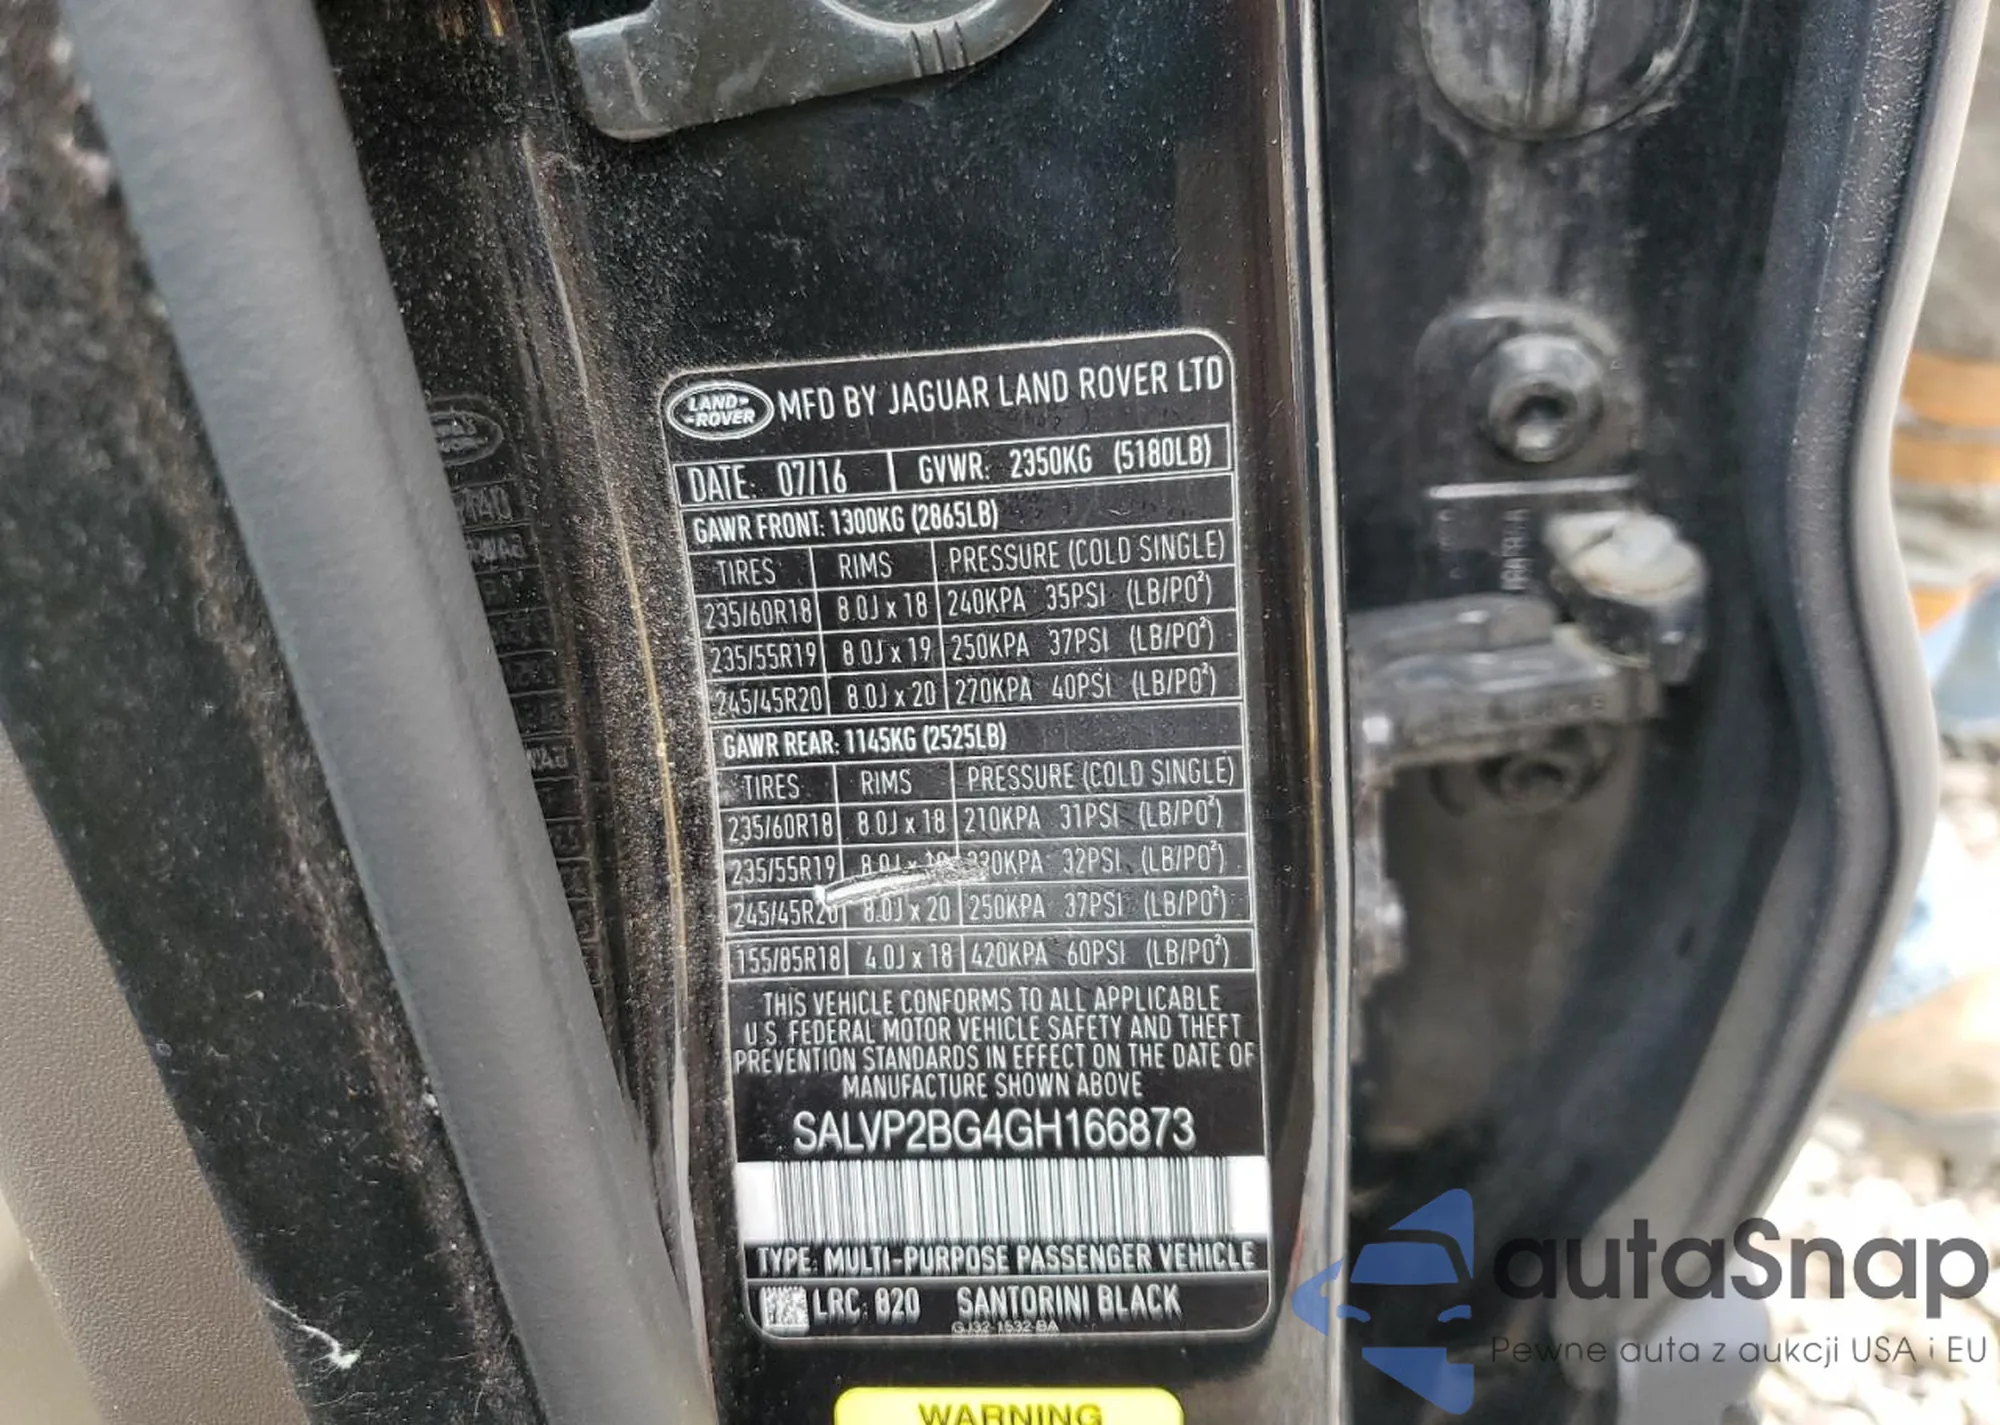 LAND-
-ROVER
MFD BY JAGUAR LAND ROVER LTD
DATE: 07/16 GVWR: 2350KG (5180LB)
GAWR FRONT: 1300KG (2865LB)
TIRES RIMS PRESSURE (COLD SINGLE)
235/60R18 8.0J x 18 240KPA 35PSI (LB/PO²)
235/55R19 8.0J x 19 250KPA 37PSI (LB/PO²)
245/45R20 8.0J x 20 270KPA 40PSI (LB/PO²)
GAWR REAR: 1145KG (2525LB)
TIRES RIMS PRESSURE (COLD SINGLE)
235/60R18 8.0J x 18 210KPA 31PSI (LB/PO²)
235/55R19 8.0J x 19 220KPA 32PSI (LB/PO²)
245/45R20 8.0J x 20 250KPA 37PSI (LB/PO²)
155/85R18 4.0J x 18 420KPA 60PSI (LB/PO²)
THIS VEHICLE CONFORMS TO ALL APPLICABLE
U.S. FEDERAL MOTOR VEHICLE SAFETY AND THEFT
PREVENTION STANDARDS IN EFFECT ON THE DATE OF
MANUFACTURE SHOWN ABOVE
SALVP2BG4GH166873
TYPE: MULTI-PURPOSE PASSENGER VEHICLE
LRC: 820 SANTORINI BLACK
GJ32-1532-BA
WARNING
autaSnap
Pewne auta z aukcji USA i EU